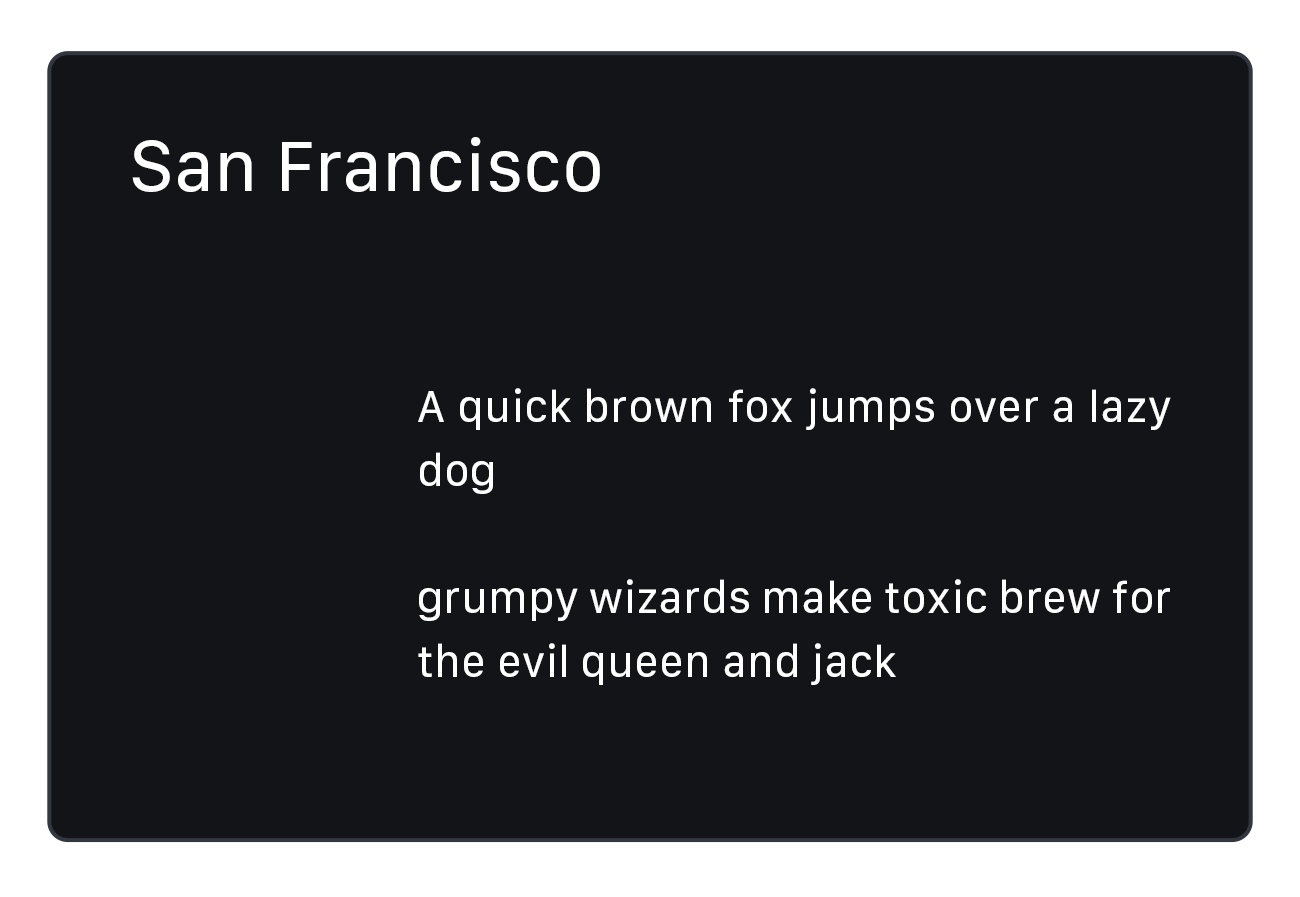 San Francisco
A quick brown fox jumps over a lazy
dog
grumpy wizards make toxic brew for
the evil queen and jack